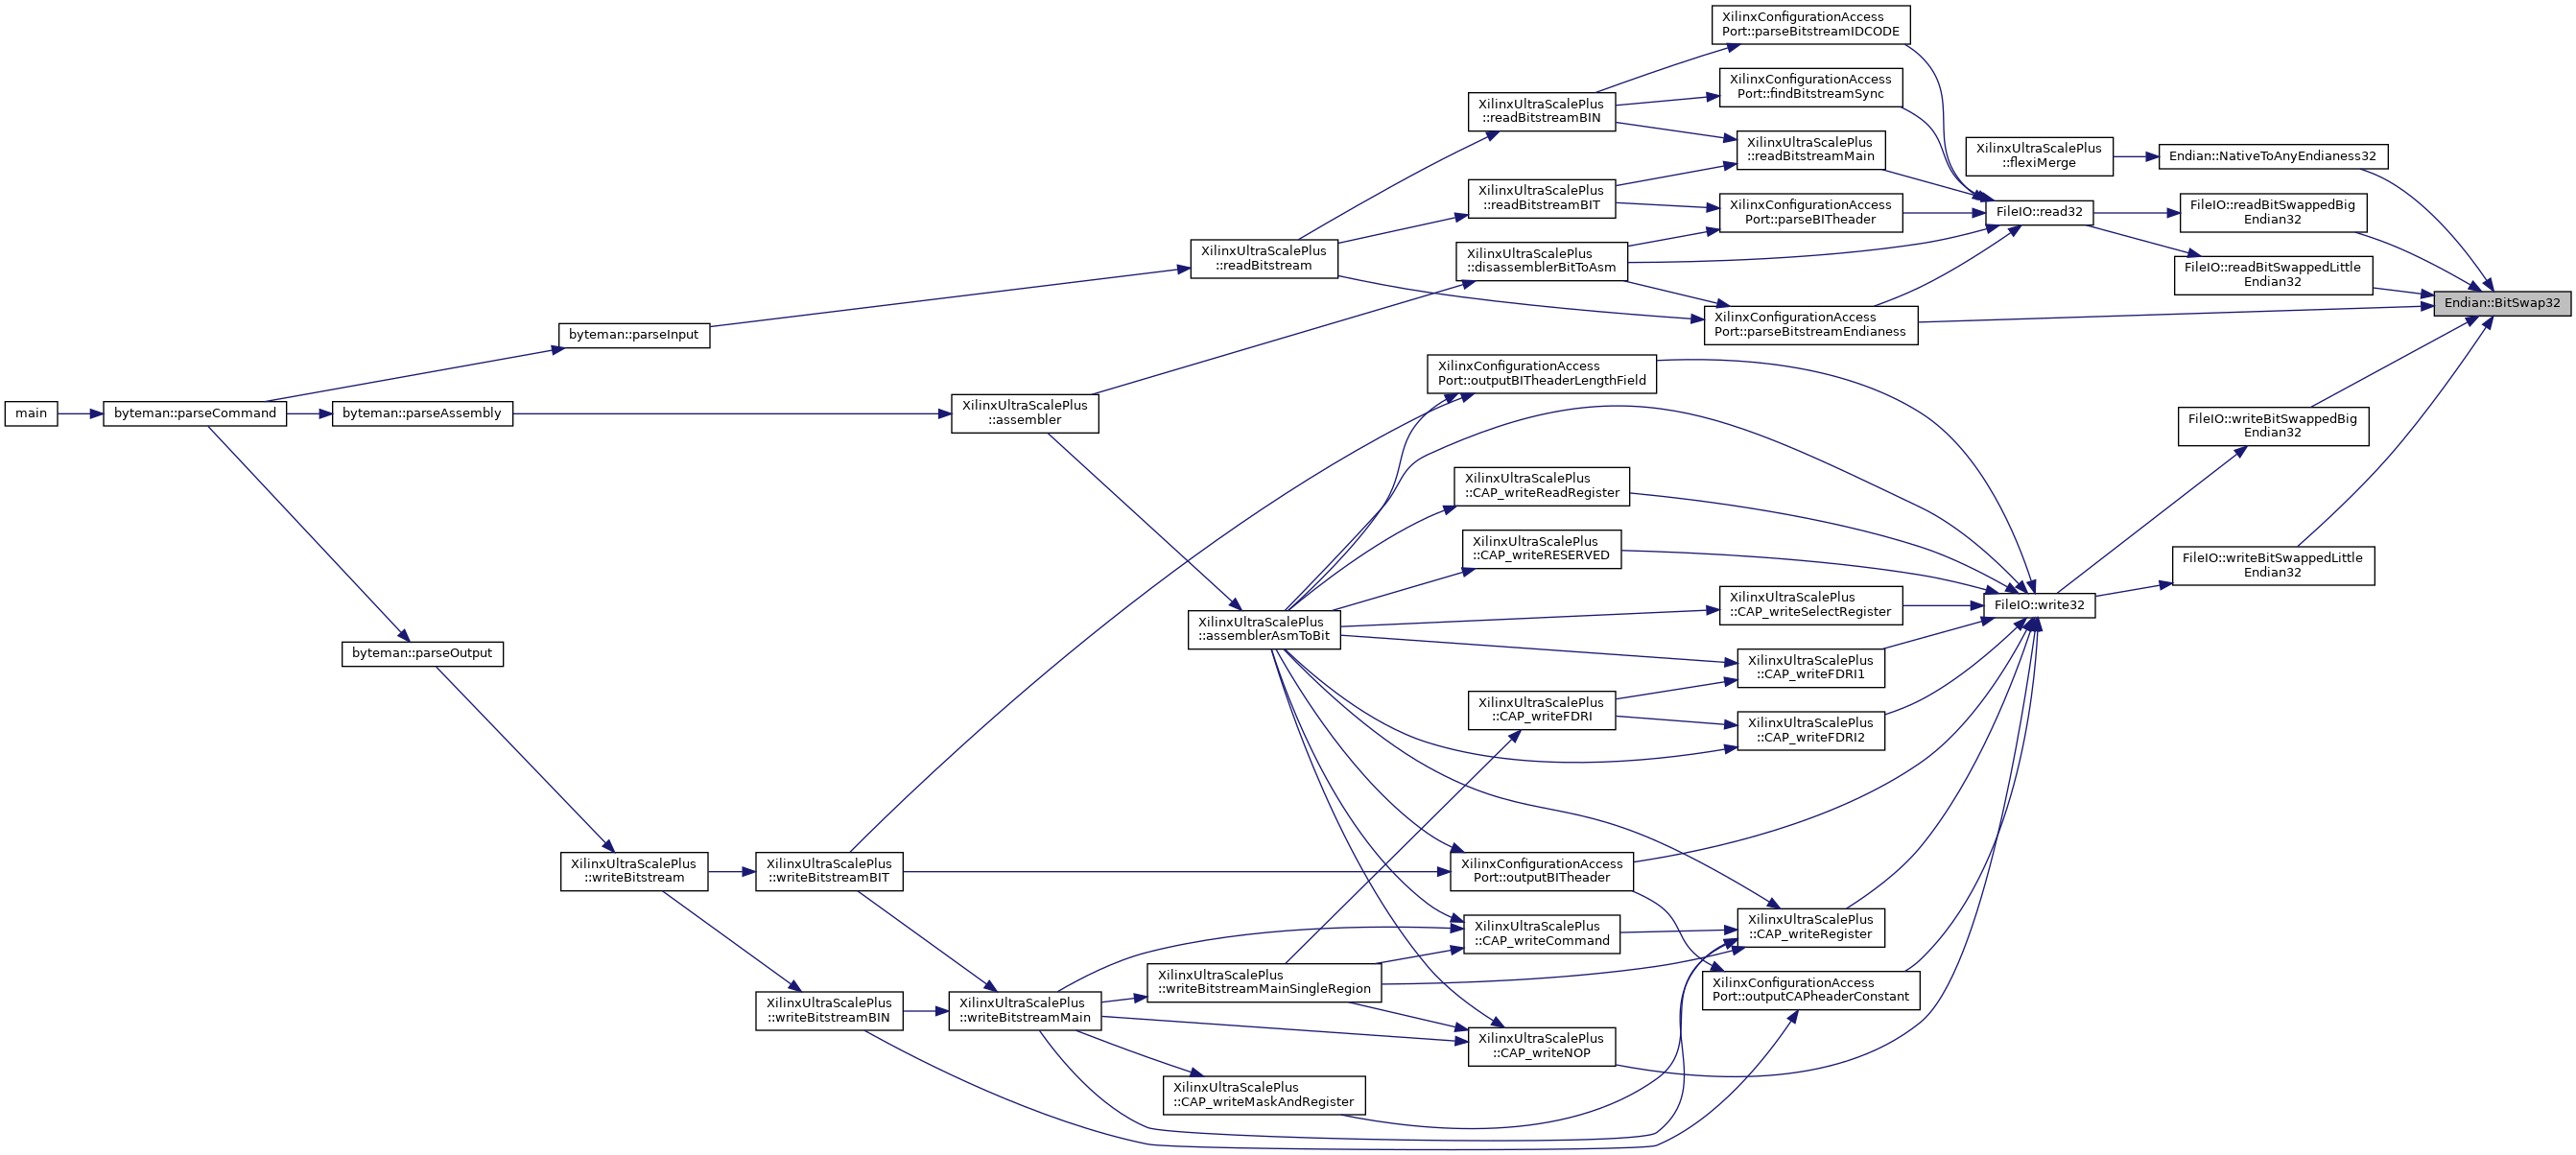 XilinxConfigurationAccess
Port::parseBitstreamIDCODE
XilinxConfigurationAccess
Port::findBitstreamSync
XilinxUltraScalePlus
::readBitstreamBIN
XilinxUltraScalePlus
::readBitstreamMain
XilinxUltraScalePlus
::flexiMerge
Endian::NativeToAnyEndianess32
XilinxUltraScalePlus
::readBitstreamBIT
XilinxConfigurationAccess
Port::parseBITheader
FileIO::read32
FileIO::readBitSwappedBig
Endian32
XilinxUltraScalePlus
::readBitstream
XilinxUltraScalePlus
::disassemblerBitToAsm
FileIO::readBitSwappedLittle
Endian32
Endian::BitSwap32
byteman::parseInput
XilinxConfigurationAccess
Port::parseBitstreamEndianess
XilinxConfigurationAccess
Port::outputBITheaderLengthField
main
byteman::parseCommand
byteman::parseAssembly
XilinxUltraScalePlus
::assembler
FileIO::writeBitSwappedBig
Endian32
XilinxUltraScalePlus
::CAP_writeReadRegister
XilinxUltraScalePlus
::CAP_writeRESERVED
FileIO::writeBitSwappedLittle
Endian32
XilinxUltraScalePlus
::CAP_writeSelectRegister
FileIO::write32
XilinxUltraScalePlus
::assemblerAsmToBit
byteman::parseOutput
XilinxUltraScalePlus
::CAP_writeFDRI1
XilinxUltraScalePlus
::CAP_writeFDRI
XilinxUltraScalePlus
::CAP_writeFDRI2
XilinxUltraScalePlus
::writeBitstream
XilinxUltraScalePlus
::writeBitstreamBIT
XilinxConfigurationAccess
Port::outputBITheader
XilinxUltraScalePlus
::CAP_writeCommand
XilinxUltraScalePlus
::CAP_writeRegister
XilinxUltraScalePlus
::writeBitstreamMainSingleRegion
XilinxConfigurationAccess
Port::outputCAPheaderConstant
XilinxUltraScalePlus
::writeBitstreamBIN
XilinxUltraScalePlus
::writeBitstreamMain
XilinxUltraScalePlus
::CAP_writeNOP
XilinxUltraScalePlus
::CAP_writeMaskAndRegister